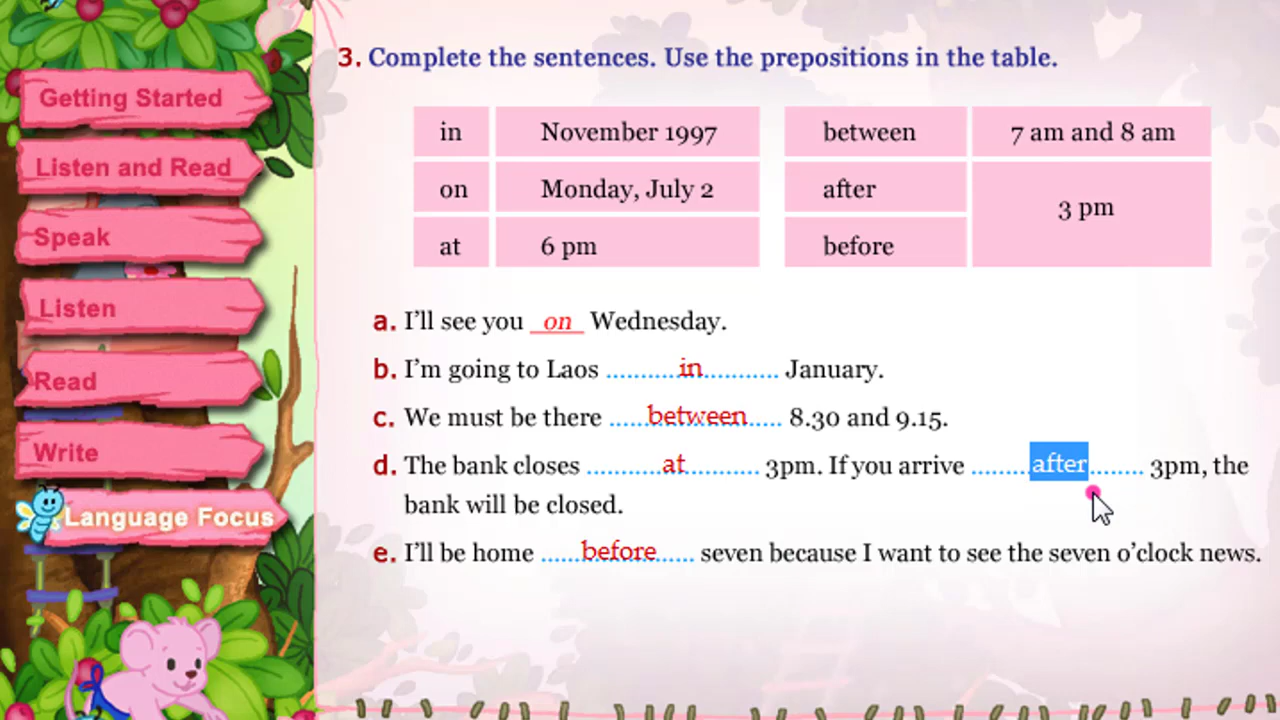 Getting Started
Listen and Read
Speak
Listen
Read
Write
Language Focus
3. Complete the sentences. Use the prepositions in the table.
in November 1997 between 7 am and 8 am
on Monday, July 2 after
3 pm
at 6 pm before
a. I'll see you on Wednesday.
b. I'm going to Laos ...........in........... January.
c. We must be there ......between...... 8.30 and 9.15.
d. The bank closes ...........at........... 3pm. If you arrive ........after........ 3pm, the
bank will be closed.
e. I'll be home ......before...... seven because I want to see the seven o'clock news.